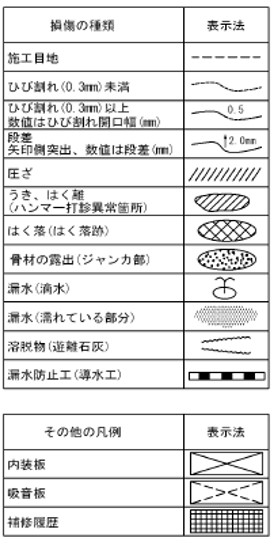 損傷の種類 表示法
施工目地
ひび割れ(0.3mm)未満
ひび割れ(0.3mm)以上
数値はひび割れ開口幅(mm)
0.5
段差
矢印側突出、数値は段差(mm)
2.0mm
圧ざ
うき、はく離
(ハンマー打診異常箇所)
はく落(はく落跡)
骨材の露出(ジャンカ部)
漏水(滴水)
漏水(濡れている部分)
溶脱物(遊離石灰)
漏水防止工(導水工)
その他の凡例 表示法
内装板
吸音板
補修履歴